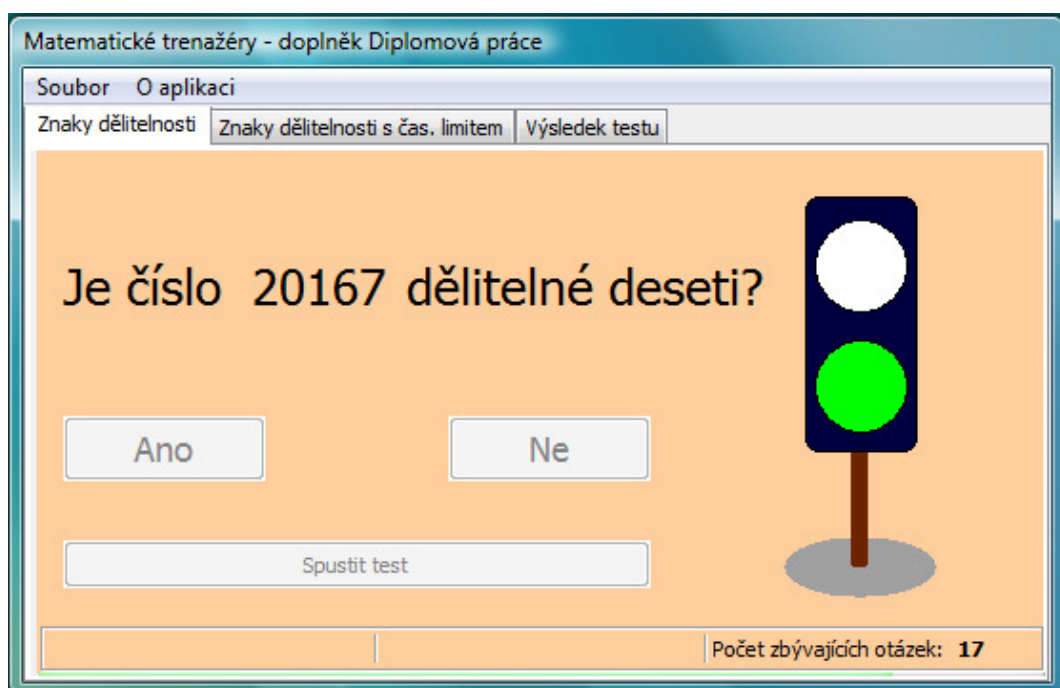 Matematické trenažéry - doplněk Diplomová práce
Soubor O aplikaci
Znaky dělitelnosti Znaky dělitelnosti s čas. limitem Výsledek testu
Je číslo 20167 dělitelné deseti?
Ano Ne
Spustit test
Počet zbývajících otázek: 17